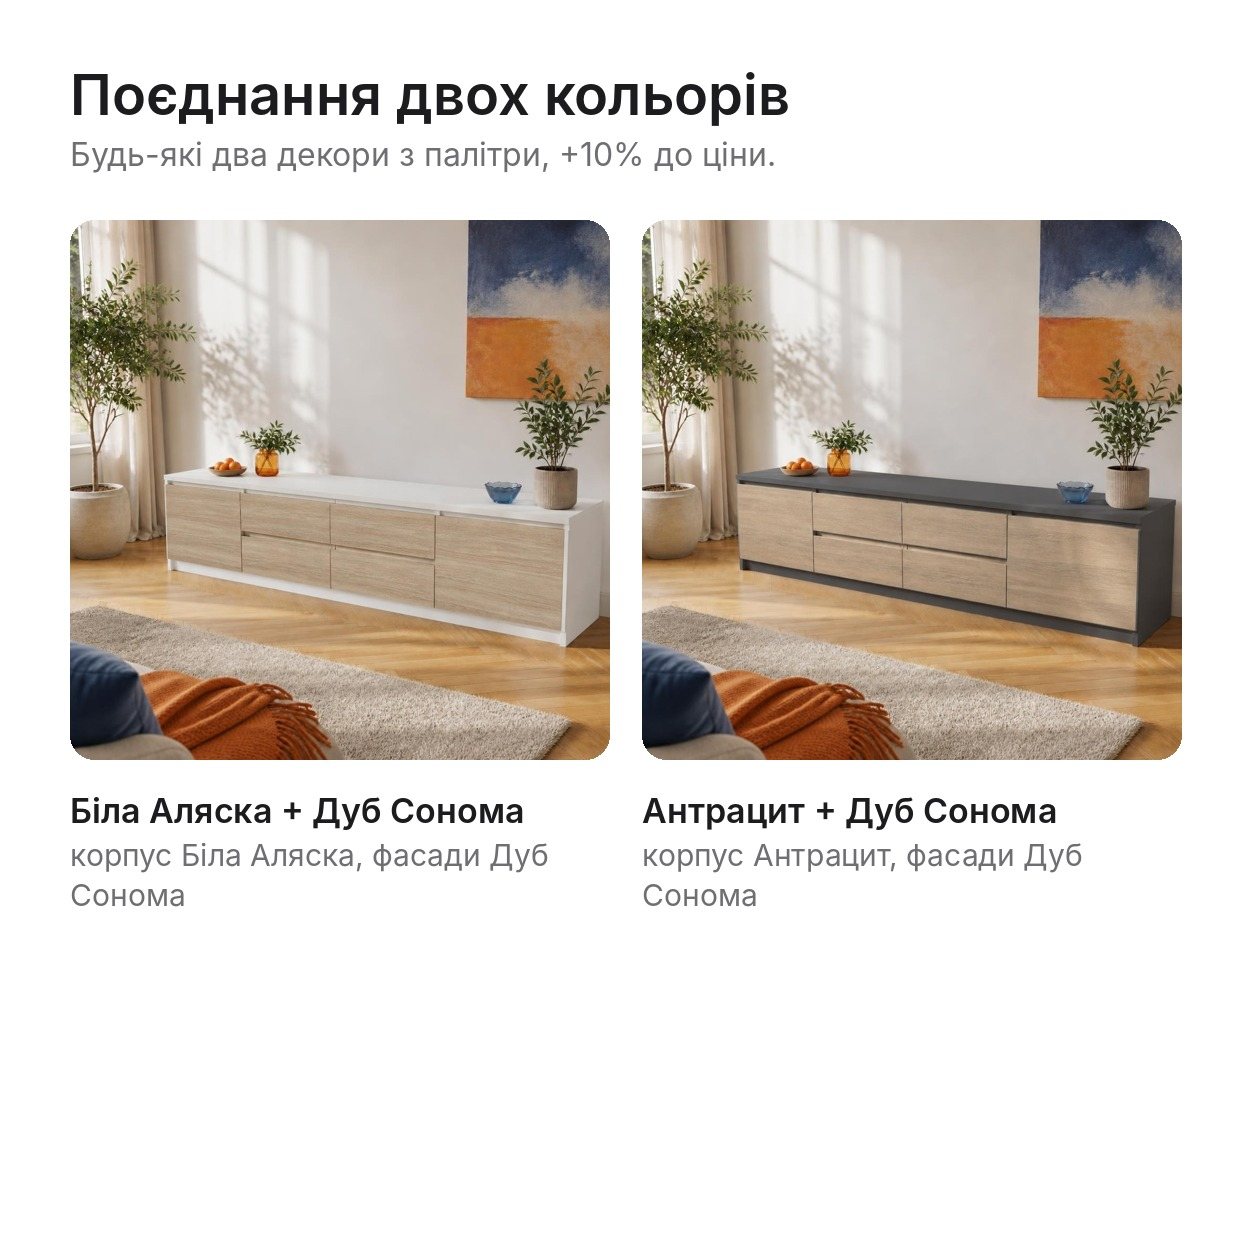 Поєднання двох кольорів
Будь-які два декори з палітри, +10% до ціни.
Біла Аляска + Дуб Сонома
корпус Біла Аляска, фасади Дуб
Сонома
Антрацит + Дуб Сонома
корпус Антрацит, фасади Дуб
Сонома